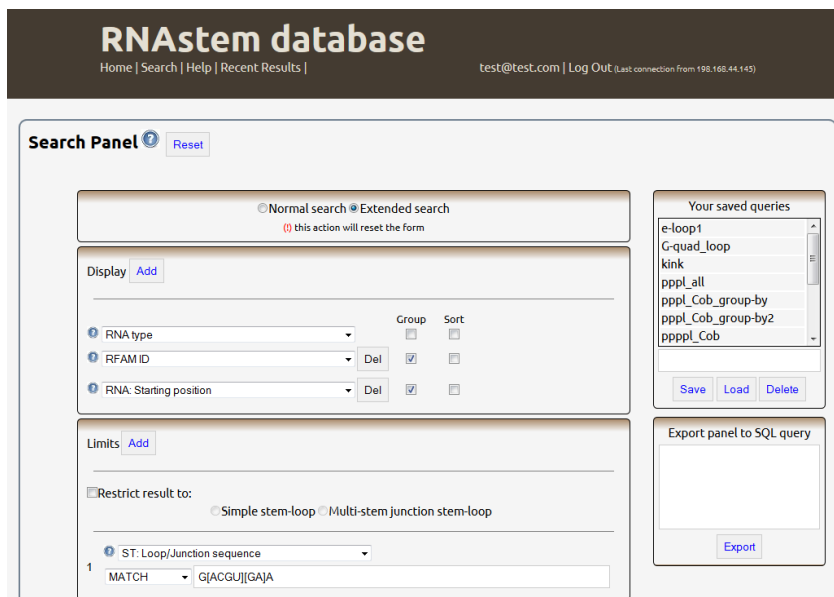 RNAstem database
Home | Search | Help | Recent Results |
test@test.com | Log Out (Last connection from 198.168.44.145)
Search Panel
Reset
Normal search Extended search
(!) this action will reset the form
Display Add
Group Sort
RNA type
RFAM ID Del
RNA: Starting position Del
Limits Add
Restrict result to:
Simple stem-loop Multi-stem junction stem-loop
ST: Loop/Junction sequence
1
MATCH G[ACGU][GA]A
Your saved queries
e-loop1
G-quad_loop
kink
pppl_all
pppl_Cob_group-by
pppl_Cob_group-by2
ppppl_Cob
Save Load Delete
Export panel to SQL query
Export